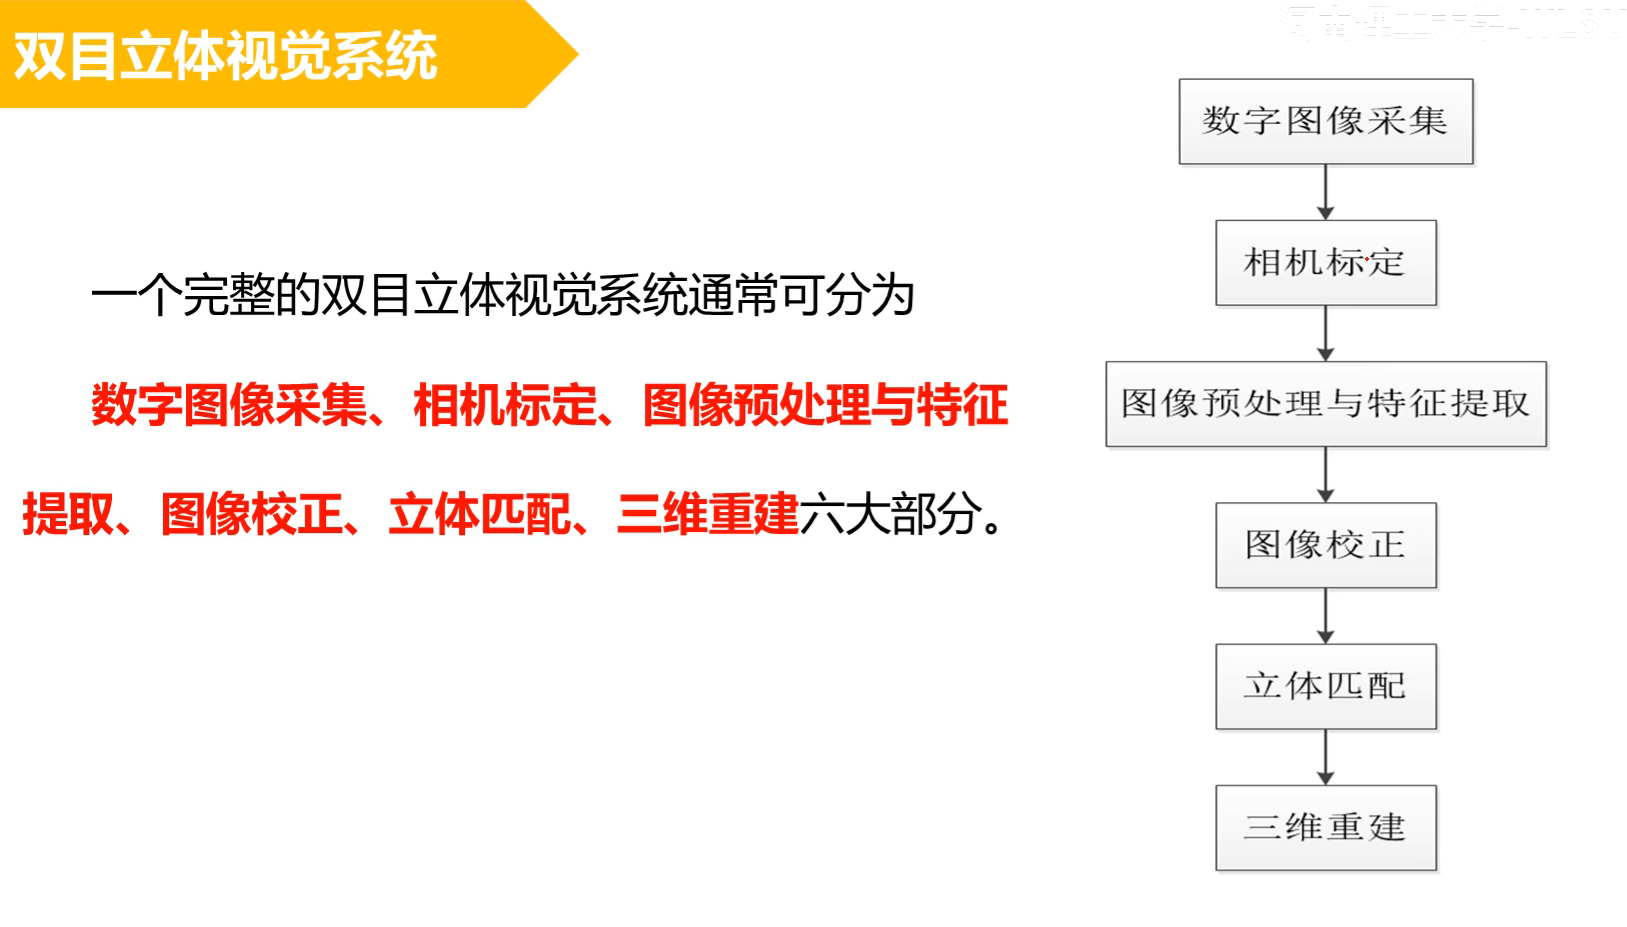 双目立体视觉系统
一个完整的双目立体视觉系统通常可分为
数字图像采集、相机标定、图像预处理与特征
提取、图像校正、立体匹配、三维重建六大部分。
数字图像采集
相机标定
图像预处理与特征提取
图像校正
立体匹配
三维重建